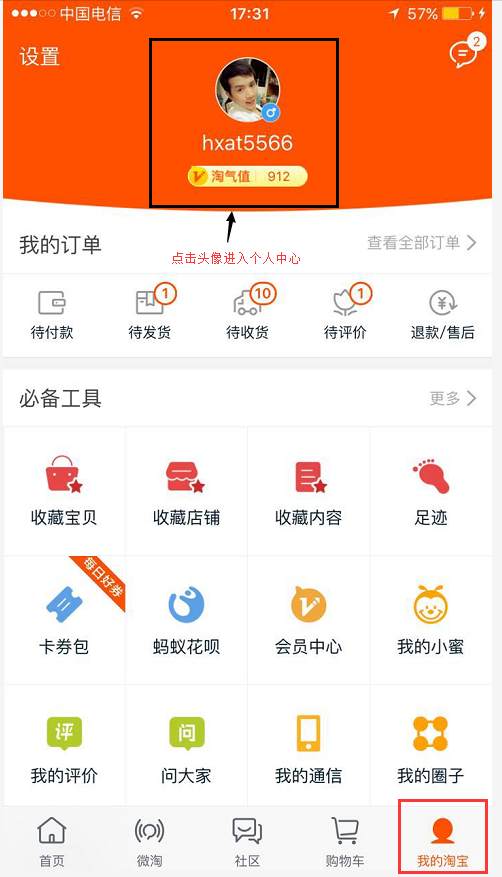 中国电信 17:31 57%
设置 2
hxat5566
淘气值 912
点击头像进入个人中心
我的订单 查看全部订单
1 10 1
待付款 待发货 待收货 待评价 退款/售后
必备工具 更多
收藏宝贝 收藏店铺 收藏内容 足迹
每日好券
卡券包 蚂蚁花呗 会员中心 我的小蜜
评 问
我的评价 问大家 我的通信 我的圈子
首页 微淘 社区 购物车 我的淘宝